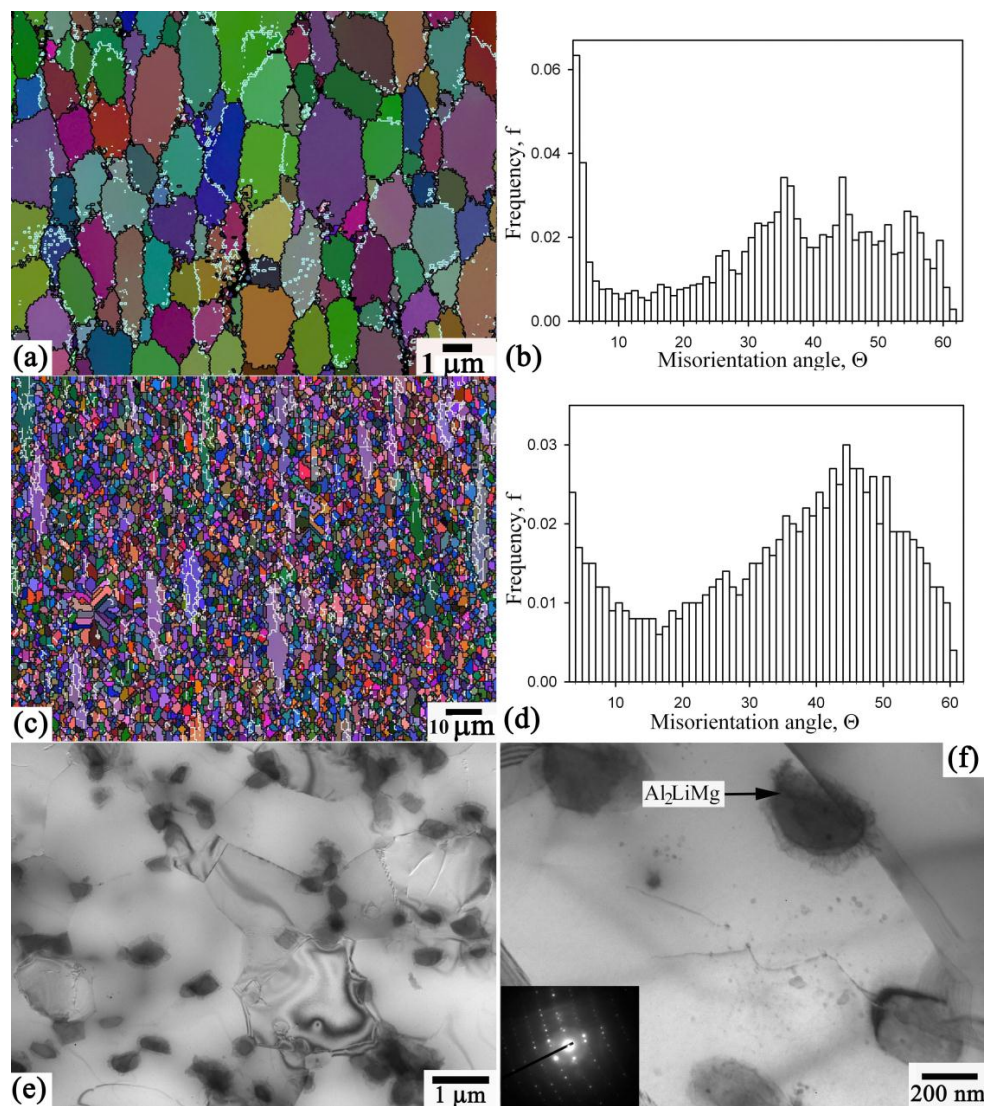 (a)
1 μm
(b)
Frequency, f
0.06
0.04
0.02
0.00
10 20 30 40 50 60
Misorientation angle, Θ
(c)
10 μm
(d)
Frequency, f
0.03
0.02
0.01
0.00
10 20 30 40 50 60
Misorientation angle, Θ
(e)
1 μm
(f)
Al₂LiMg
200 nm